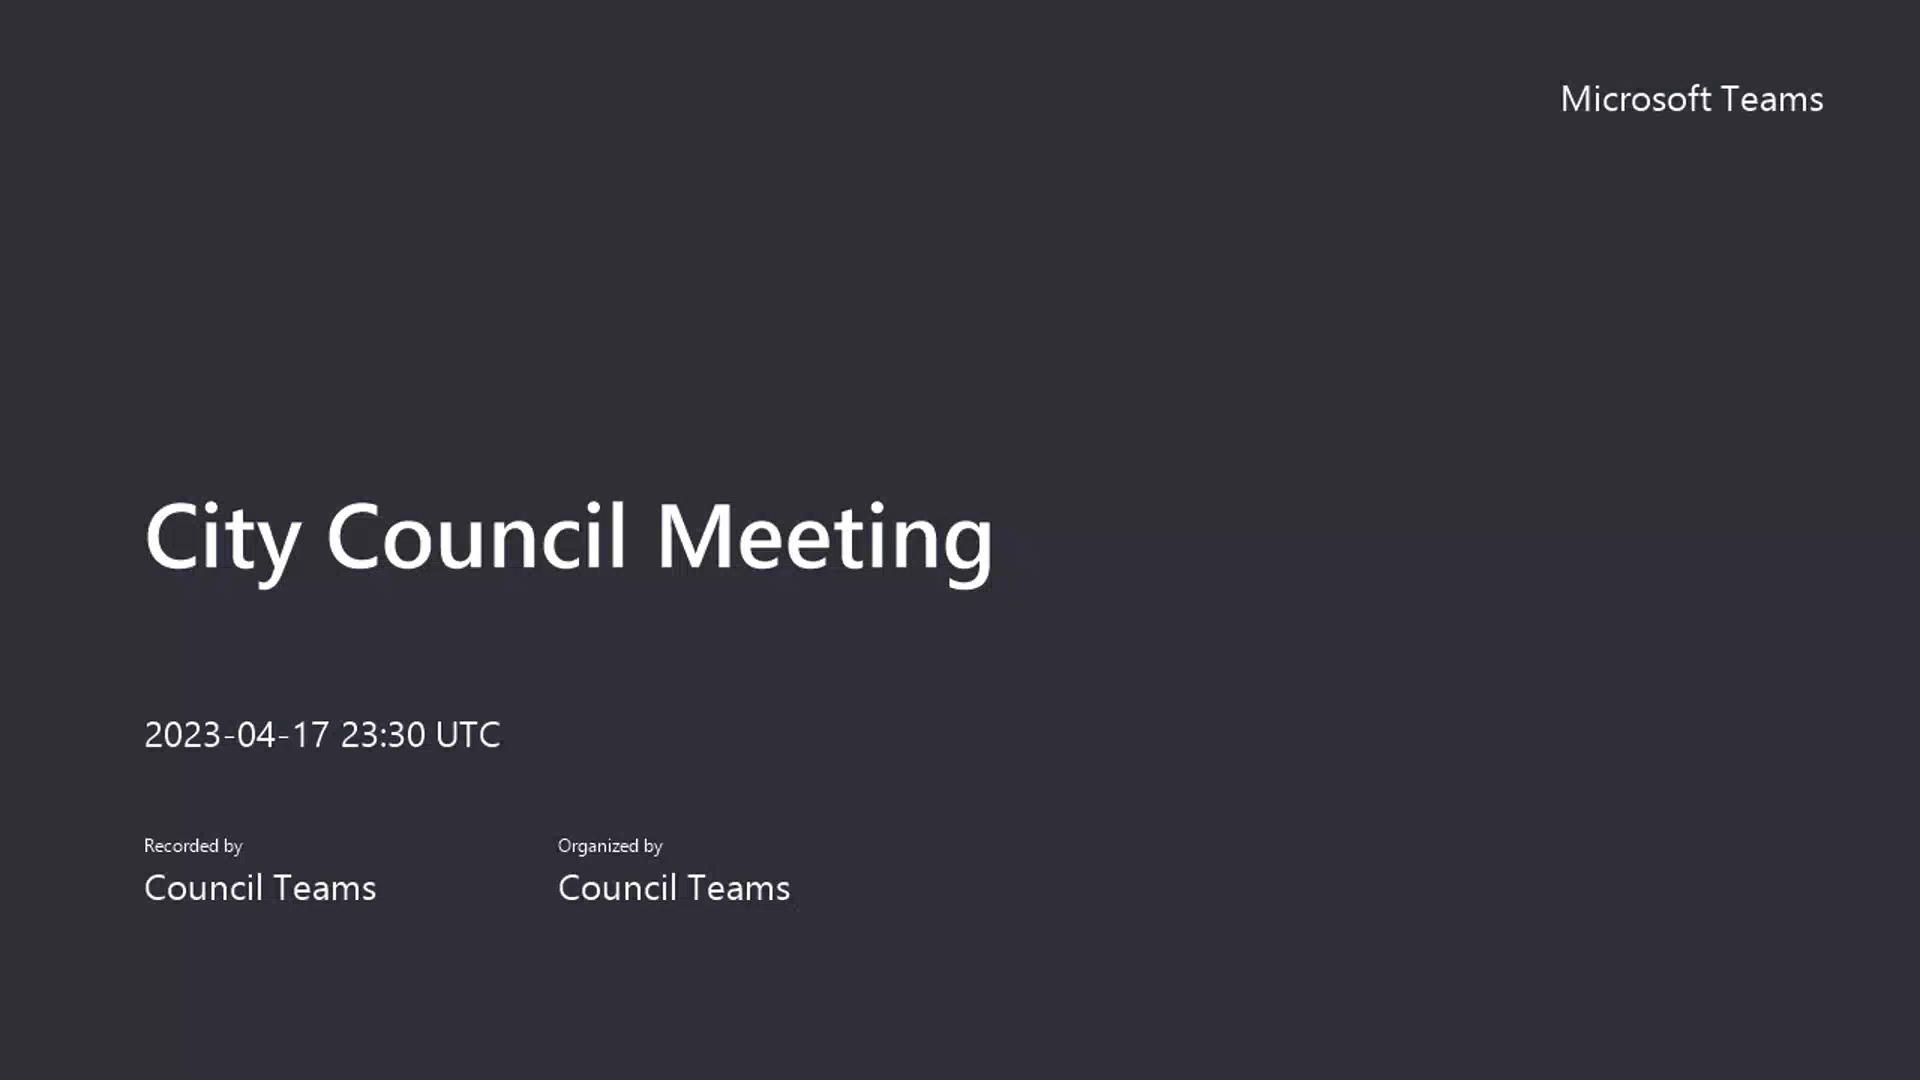 Microsoft Teams
City Council Meeting
2023-04-17 23:30 UTC
Recorded by
Council Teams
Organized by
Council Teams